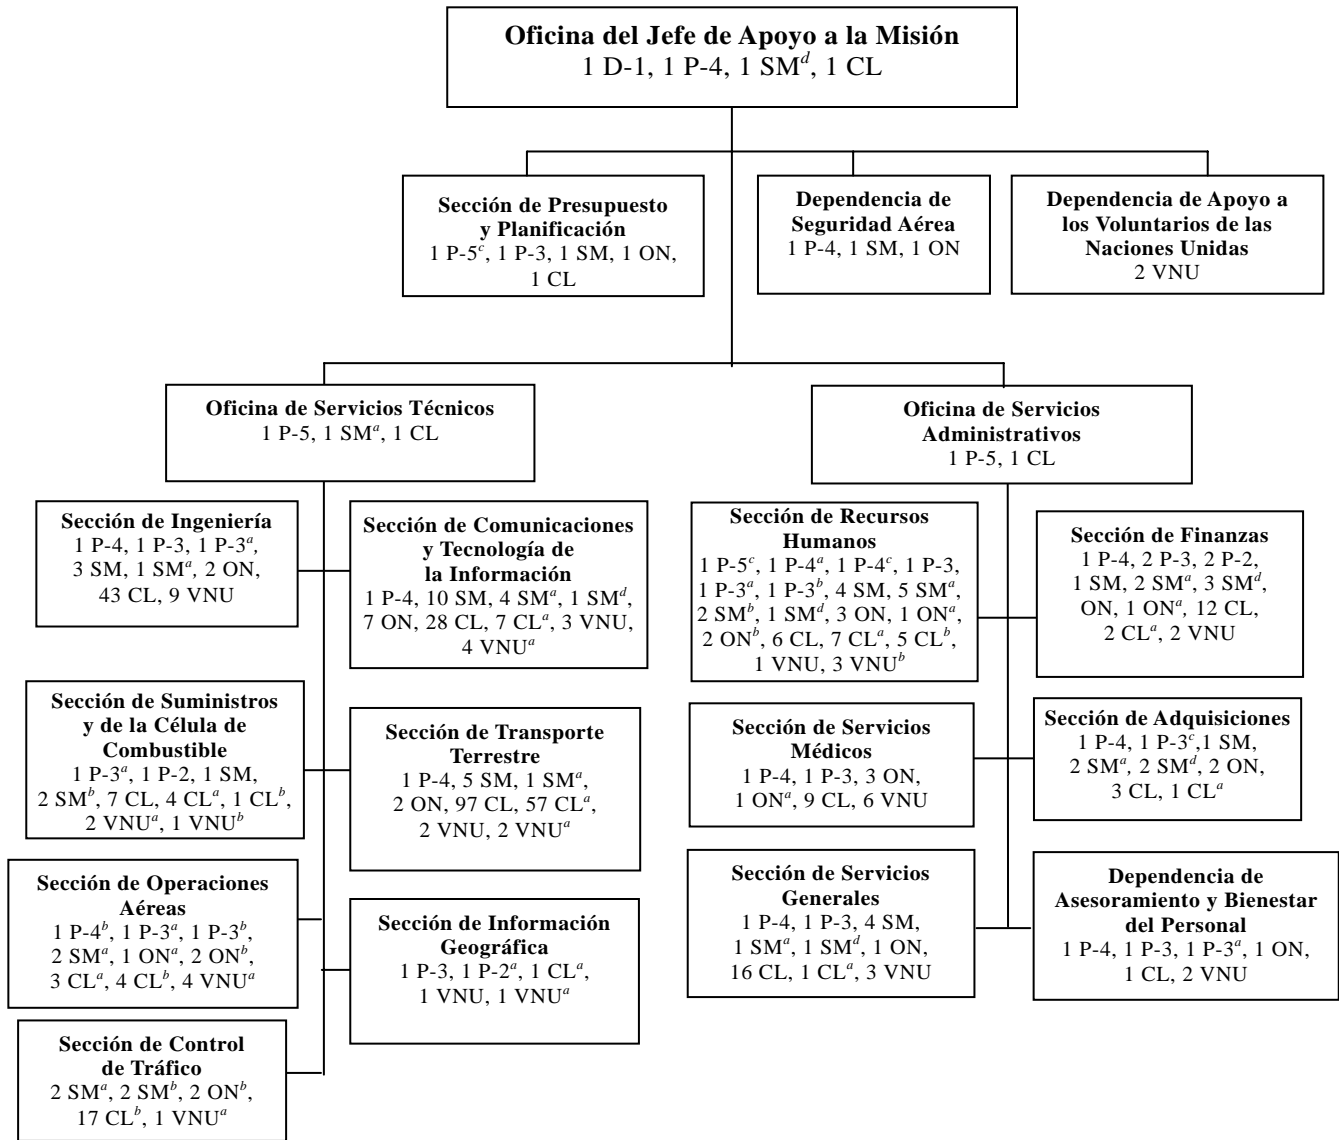 Oficina del Jefe de Apoyo a la Misión
1 D-1, 1 P-4, 1 SMᵈ, 1 CL
Sección de Presupuesto
y Planificación
1 P-5ᶜ, 1 P-3, 1 SM, 1 ON,
1 CL
Dependencia de
Seguridad Aérea
1 P-4, 1 SM, 1 ON
Dependencia de Apoyo a
los Voluntarios de las
Naciones Unidas
2 VNU
Oficina de Servicios Técnicos
1 P-5, 1 SMᵃ, 1 CL
Oficina de Servicios
Administrativos
1 P-5, 1 CL
Sección de Ingeniería
1 P-4, 1 P-3, 1 P-3ᵃ,
3 SM, 1 SMᵃ, 2 ON,
43 CL, 9 VNU
Sección de Comunicaciones
y Tecnología de
la Información
1 P-4, 10 SM, 4 SMᵃ, 1 SMᵈ,
7 ON, 28 CL, 7 CLᵃ, 3 VNU,
4 VNUᵃ
Sección de Recursos
Humanos
1 P-5ᶜ, 1 P-4ᵃ, 1 P-4ᶜ, 1 P-3,
1 P-3ᵃ, 1 P-3ᵇ, 4 SM, 5 SMᵃ,
2 SMᵇ, 1 SMᵈ, 3 ON, 1 ONᵃ,
2 ONᵇ, 6 CL, 7 CLᵃ, 5 CLᵇ,
1 VNU, 3 VNUᵇ
Sección de Finanzas
1 P-4, 2 P-3, 2 P-2,
1 SM, 2 SMᵃ, 3 SMᵈ,
ON, 1 ONᵃ, 12 CL,
2 CLᵃ, 2 VNU
Sección de Suministros
y de la Célula de
Combustible
1 P-3ᵃ, 1 P-2, 1 SM,
2 SMᵇ, 7 CL, 4 CLᵃ, 1 CLᵇ,
2 VNUᵃ, 1 VNUᵇ
Sección de Transporte
Terrestre
1 P-4, 5 SM, 1 SMᵃ,
2 ON, 97 CL, 57 CLᵃ,
2 VNU, 2 VNUᵃ
Sección de Servicios
Médicos
1 P-4, 1 P-3, 3 ON,
1 ONᵃ, 9 CL, 6 VNU
Sección de Adquisiciones
1 P-4, 1 P-3ᶜ,1 SM,
2 SMᵃ, 2 SMᵈ, 2 ON,
3 CL, 1 CLᵃ
Sección de Operaciones
Aéreas
1 P-4ᵇ, 1 P-3ᵃ, 1 P-3ᵇ,
2 SMᵃ, 1 ONᵃ, 2 ONᵇ,
3 CLᵃ, 4 CLᵇ, 4 VNUᵃ
Sección de Información
Geográfica
1 P-3, 1 P-2ᵃ, 1 CLᵃ,
1 VNU, 1 VNUᵃ
Sección de Servicios
Generales
1 P-4, 1 P-3, 4 SM,
1 SMᵃ, 1 SMᵈ, 1 ON,
16 CL, 1 CLᵃ, 3 VNU
Dependencia de
Asesoramiento y Bienestar
del Personal
1 P-4, 1 P-3, 1 P-3ᵃ, 1 ON,
1 CL, 2 VNU
Sección de Control
de Tráfico
2 SMᵃ, 2 SMᵇ, 2 ONᵇ,
17 CLᵇ, 1 VNUᵃ